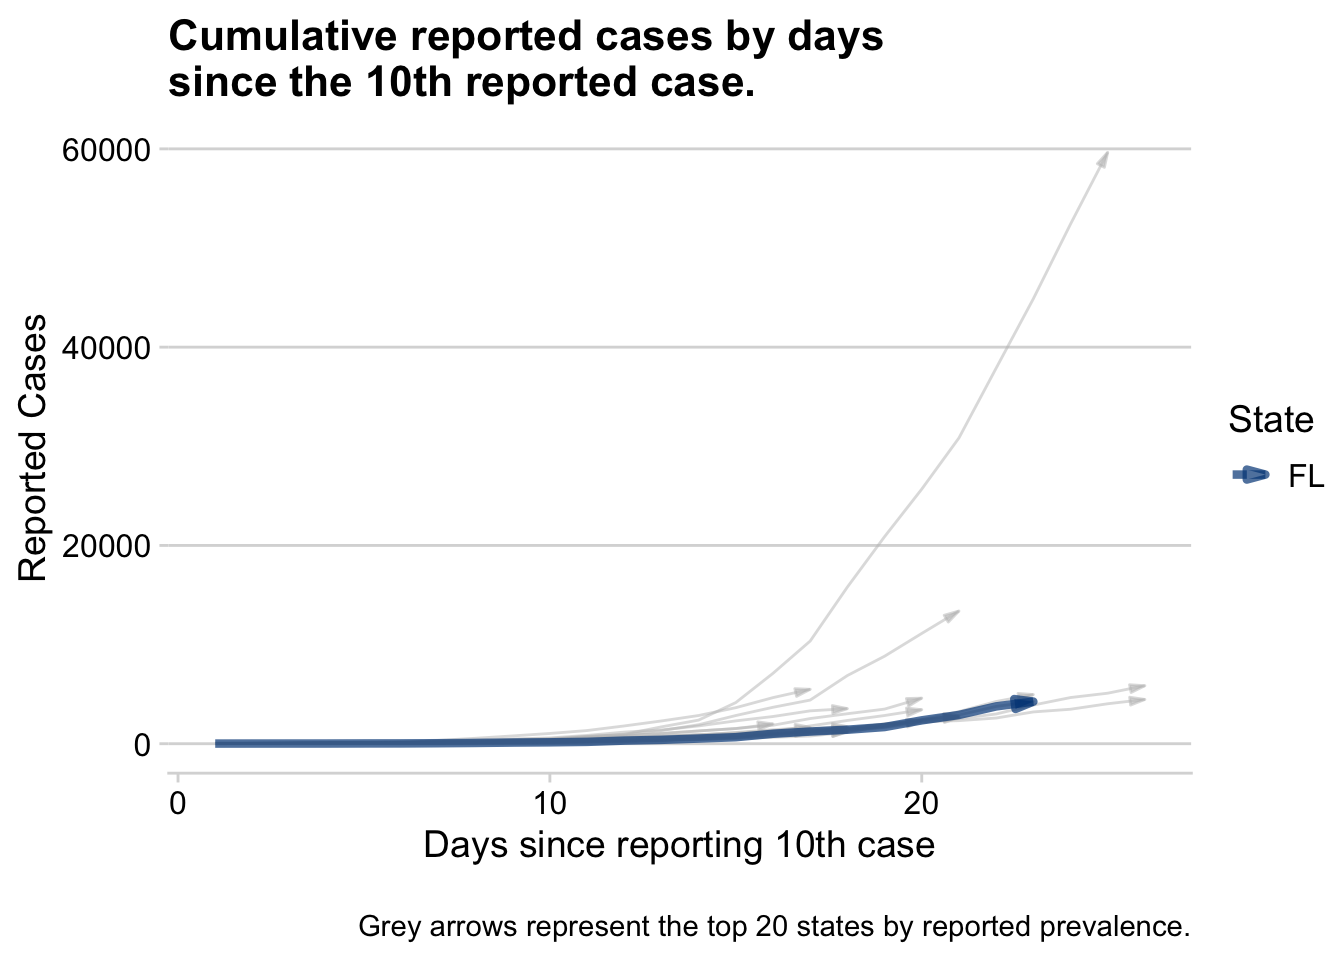 Cumulative reported cases by days
since the 10th reported case.
60000
40000
20000
0
Reported Cases
0 10 20
Days since reporting 10th case
State
FL
Grey arrows represent the top 20 states by reported prevalence.